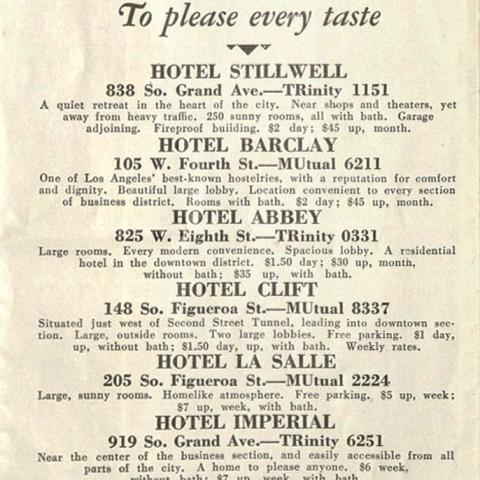 To please every taste
HOTEL STILLWELL
838 So. Grand Ave.—TRinity 1151
A quiet retreat in the heart of the city. Near shops and theaters, yet
away from heavy traffic. 250 sunny rooms, all with bath. Garage
adjoining. Fireproof building. $2 day; $45 up, month.
HOTEL BARCLAY
105 W. Fourth St.—MUtual 6211
One of Los Angeles' best-known hostelries, with a reputation for comfort
and dignity. Beautiful large lobby. Location convenient to every section
of business district. Rooms with bath. $2 day; $45 up, month.
HOTEL ABBEY
825 W. Eighth St.—TRinity 0331
Large rooms. Every modern convenience. Spacious lobby. A residential
hotel in the downtown district. $1.50 day; $30 up, month,
without bath; $35 up, with bath.
HOTEL CLIFT
148 So. Figueroa St.—MUtual 8337
Situated just west of Second Street Tunnel, leading into downtown sec-
tion. Large, outside rooms. Two large lobbies. Free parking. $1 day,
up, without bath; $1.50 day, up, with bath. Weekly rates.
HOTEL LA SALLE
205 So. Figueroa St.—MUtual 2224
Large, sunny rooms. Homelike atmosphere. Free parking. $5 up, week;
$7 up, week, with bath.
HOTEL IMPERIAL
919 So. Grand Ave.—TRinity 6251
Near the center of the business section, and easily accessible from all
parts of the city. A home to please anyone. $6 week,
without bath; $7 up, week, with bath.